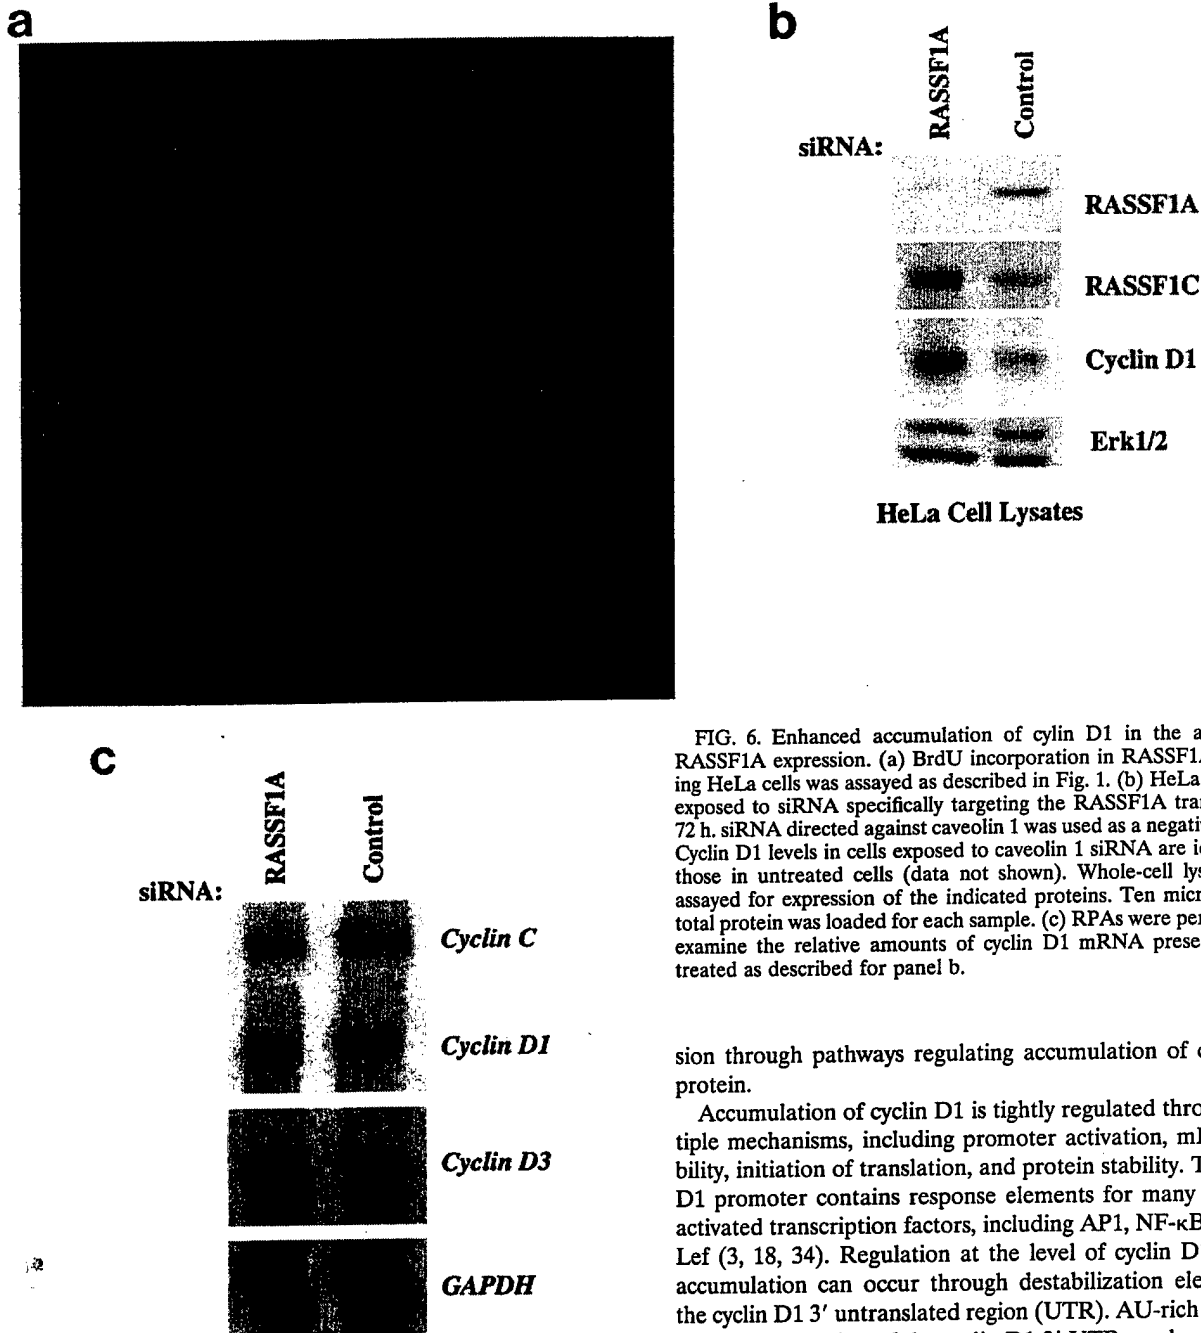 a
b
RASSF1A
Control
siRNA:
RASSF1A
RASSF1C
Cyclin D1
Erk1/2
HeLa Cell Lysates
c
RASSF1A
Control
siRNA:
Cyclin C
Cyclin D1
Cyclin D3
GAPDH
FIG. 6. Enhanced accumulation of cylin D1 in the a
RASSF1A expression. (a) BrdU incorporation in RASSF1
ing HeLa cells was assayed as described in Fig. 1. (b) HeLa
exposed to siRNA specifically targeting the RASSF1A tra
72 h. siRNA directed against caveolin 1 was used as a negati
Cyclin D1 levels in cells exposed to caveolin 1 siRNA are i
those in untreated cells (data not shown). Whole-cell lys
assayed for expression of the indicated proteins. Ten micr
total protein was loaded for each sample. (c) RPAs were per
examine the relative amounts of cyclin D1 mRNA prese
treated as described for panel b.
sion through pathways regulating accumulation of
protein.
Accumulation of cyclin D1 is tightly regulated thro
tiple mechanisms, including promoter activation, m
bility, initiation of translation, and protein stability. T
D1 promoter contains response elements for many
activated transcription factors, including AP1, NF-κB
Lef (3, 18, 34). Regulation at the level of cyclin D
accumulation can occur through destabilization ele
the cyclin D1 3′ untranslated region (UTR). AU-rich